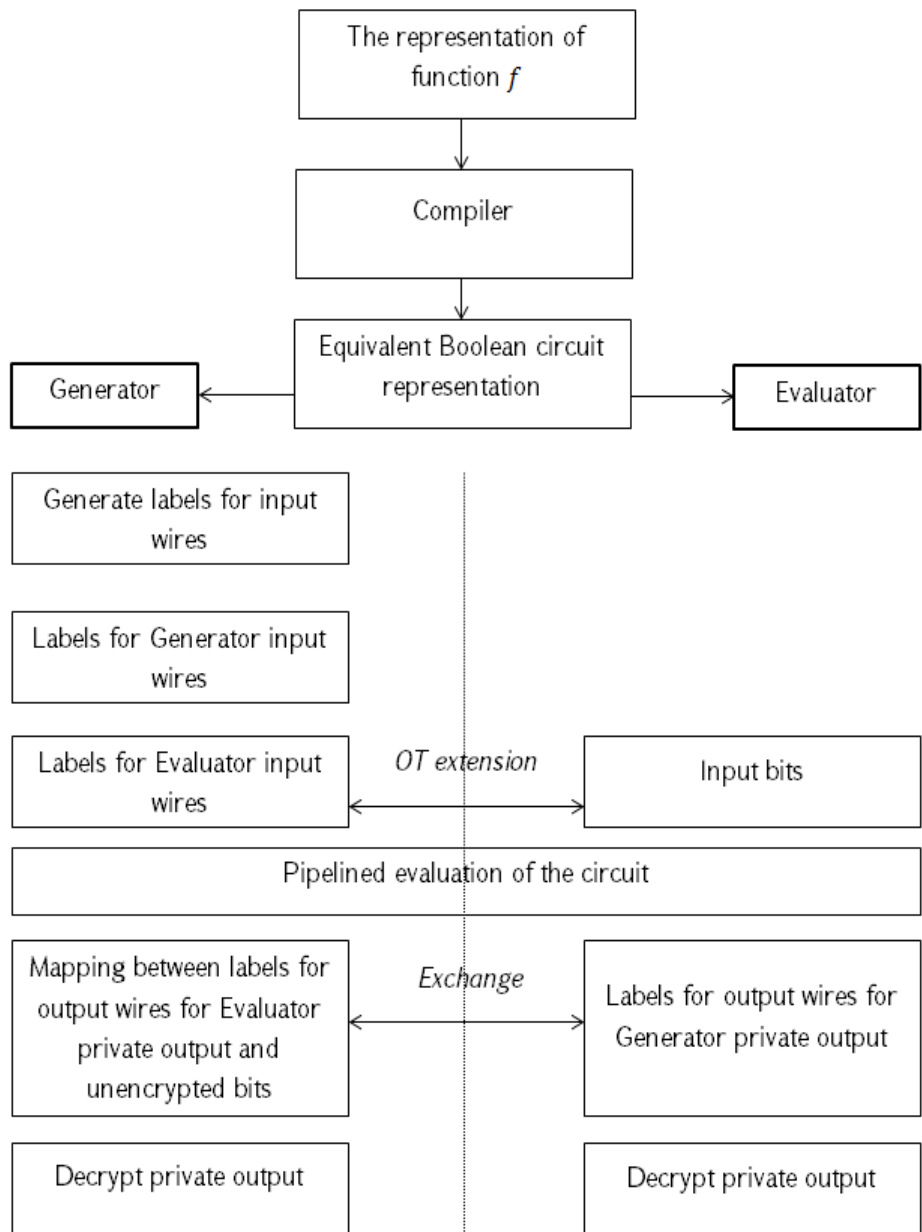 The representation of
function f
Compiler
Equivalent Boolean circuit
representation
Generator
Evaluator
Generate labels for input
wires
Labels for Generator input
wires
Labels for Evaluator input
wires
OT extension
Input bits
Pipelined evaluation of the circuit
Mapping between labels for
output wires for Evaluator
private output and
unencrypted bits
Exchange
Labels for output wires for
Generator private output
Decrypt private output
Decrypt private output